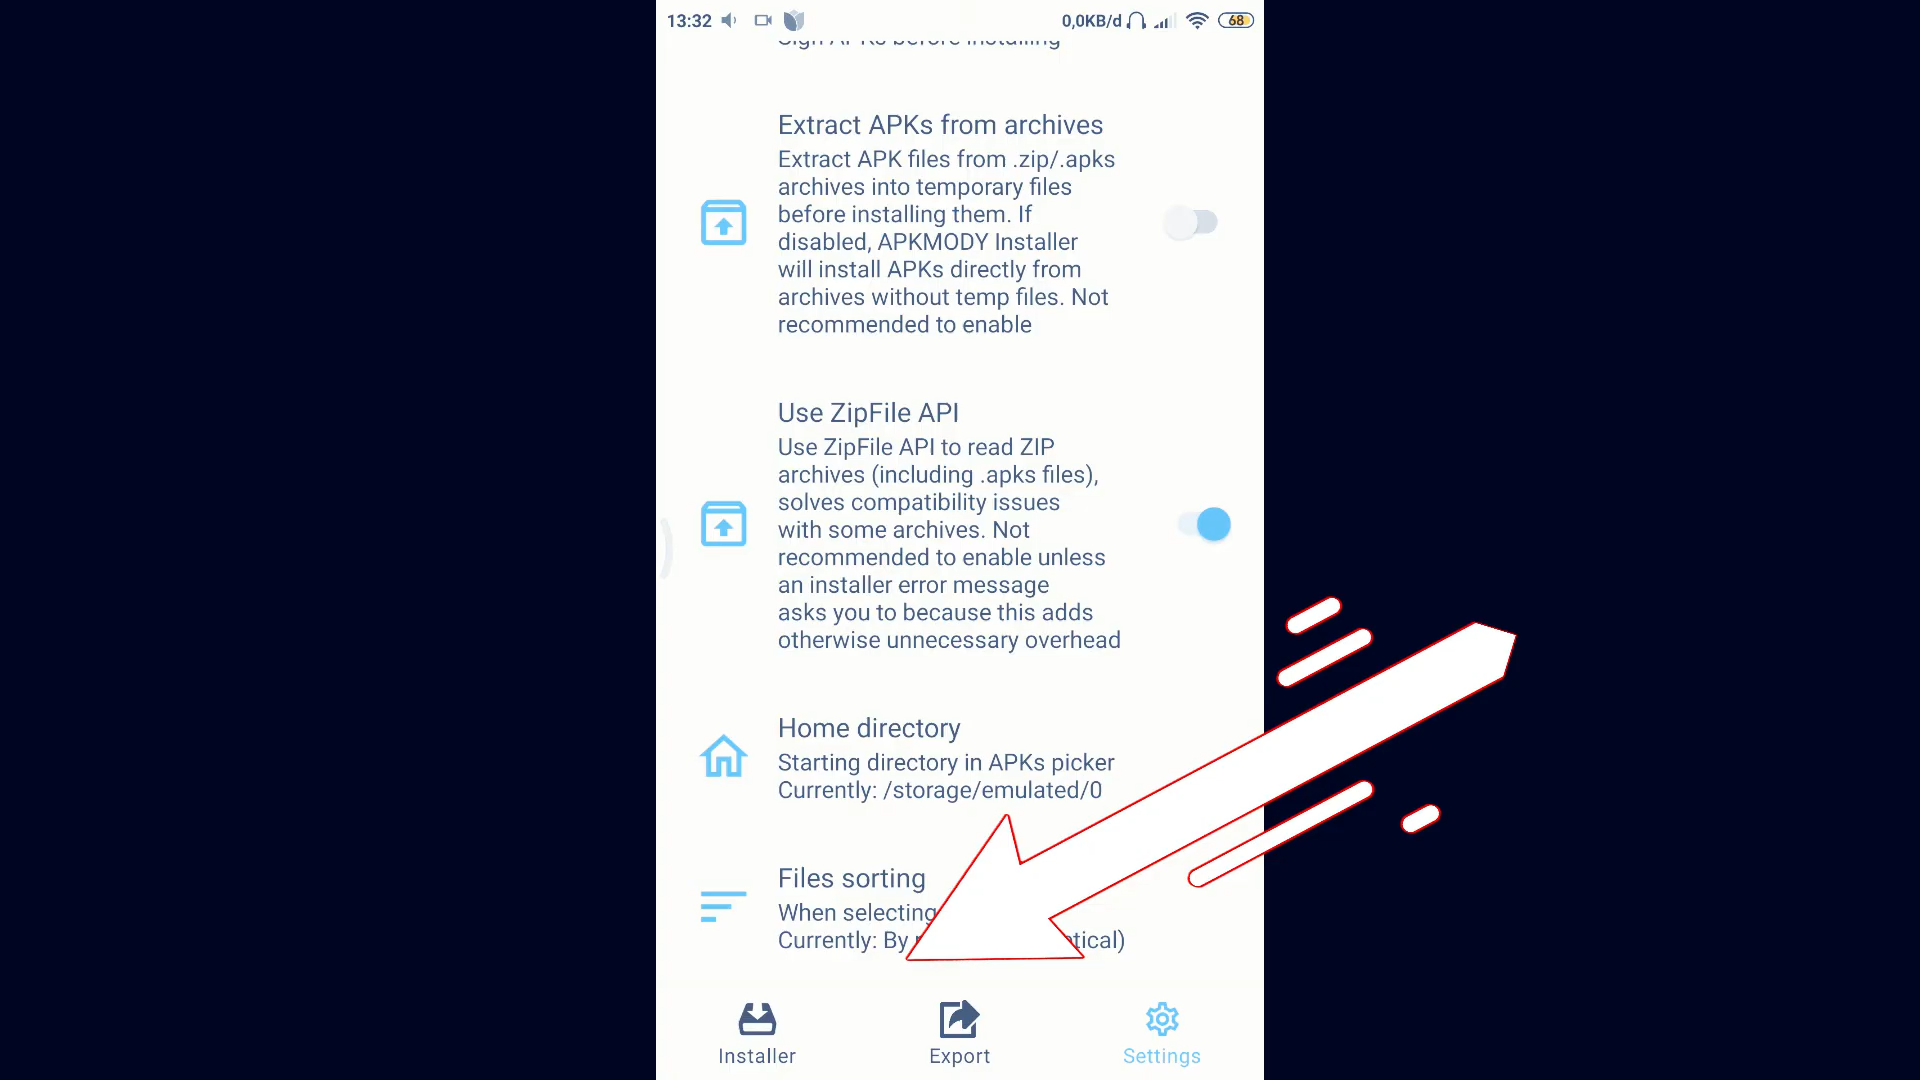 13:32
0,0KB/d
68
Sign APKs before installing
Extract APKs from archives
Extract APK files from .zip/.apks
archives into temporary files
before installing them. If
disabled, APKMODY Installer
will install APKs directly from
archives without temp files. Not
recommended to enable
Use ZipFile API
Use ZipFile API to read ZIP
archives (including .apks files),
solves compatibility issues
with some archives. Not
recommended to enable unless
an installer error message
asks you to because this adds
otherwise unnecessary overhead
Home directory
Starting directory in APKs picker
Currently: /storage/emulated/0
Files sorting
When selecting
Currently: By
Installer
Export
Settings